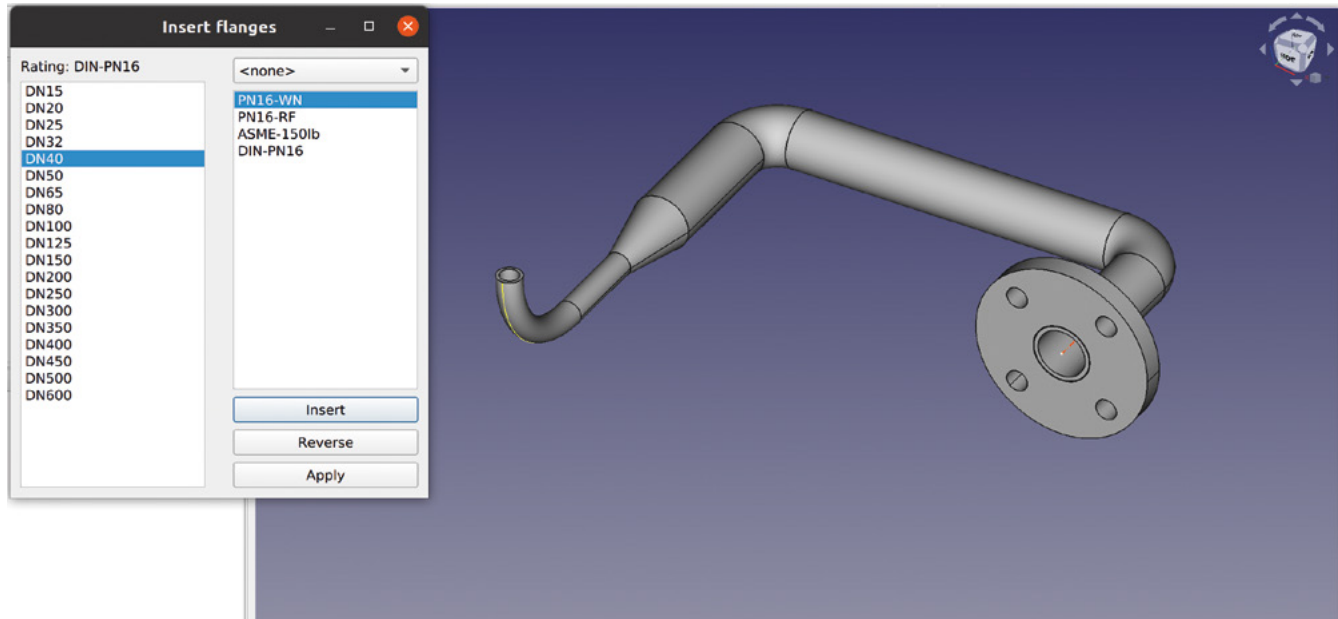 Insert flanges
Rating: DIN-PN16
DN15
DN20
DN25
DN32
DN40
DN50
DN65
DN80
DN100
DN125
DN150
DN200
DN250
DN300
DN350
DN400
DN450
DN500
DN600
<none>
PN16-WN
PN16-RF
ASME-150lb
DIN-PN16
Insert
Reverse
Apply